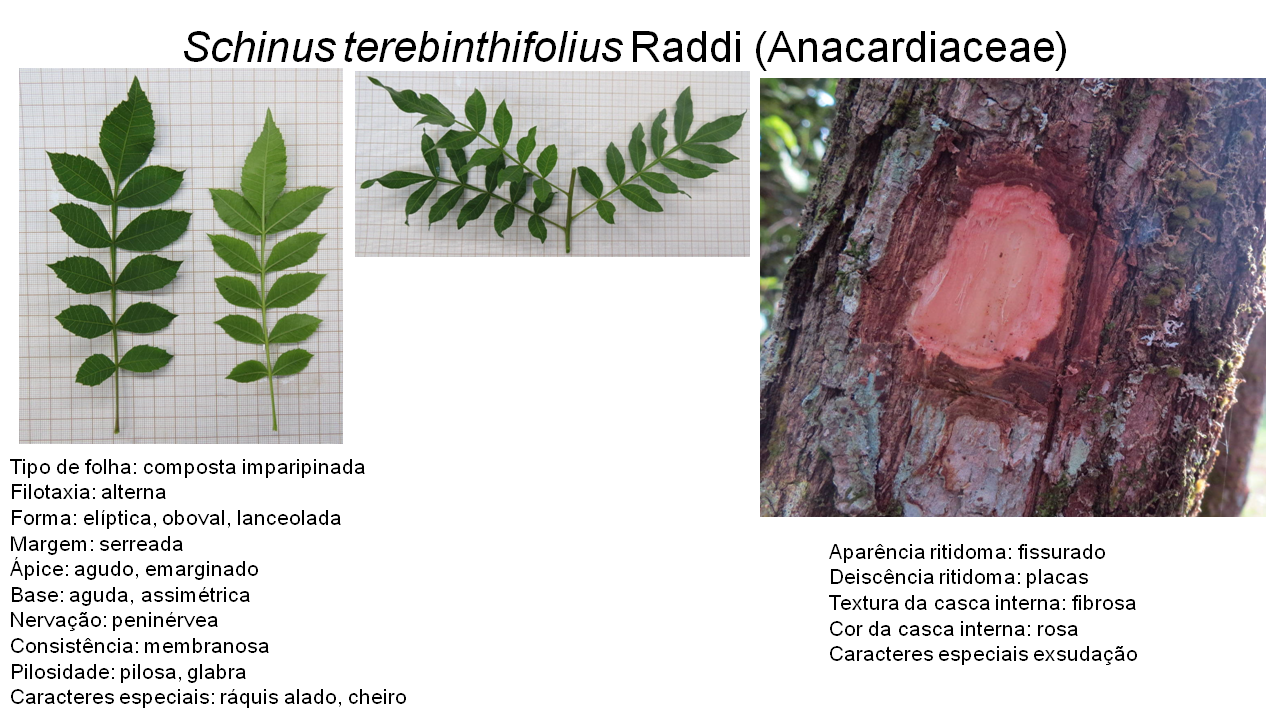 Schinus terebinthifolius Raddi (Anacardiaceae)
Tipo de folha: composta imparipinada
Filotaxia: alterna
Forma: elíptica, oboval, lanceolada
Margem: serreada
Ápice: agudo, emarginado
Base: aguda, assimétrica
Nervação: peninérvea
Consistência: membranosa
Pilosidade: pilosa, glabra
Caracteres especiais: ráquis alado, cheiro
Aparência ritidoma: fissurado
Deiscência ritidoma: placas
Textura da casca interna: fibrosa
Cor da casca interna: rosa
Caracteres especiais exsudação